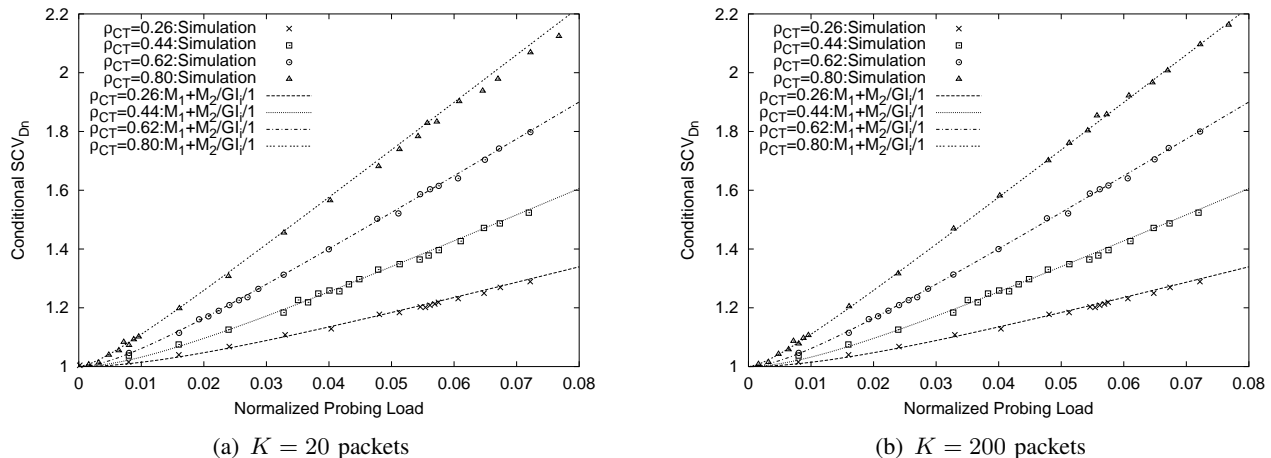 2.2
2
1.8
1.6
1.4
1.2
1
Conditional SCV_Dn
ρ_CT=0.26:Simulation
ρ_CT=0.44:Simulation
ρ_CT=0.62:Simulation
ρ_CT=0.80:Simulation
ρ_CT=0.26:M_1+M_2/GI_i/1
ρ_CT=0.44:M_1+M_2/GI_i/1
ρ_CT=0.62:M_1+M_2/GI_i/1
ρ_CT=0.80:M_1+M_2/GI_i/1
0 0.01 0.02 0.03 0.04 0.05 0.06 0.07 0.08
Normalized Probing Load
(a) K = 20 packets
2.2
2
1.8
1.6
1.4
1.2
1
Conditional SCV_Dn
ρ_CT=0.26:Simulation
ρ_CT=0.44:Simulation
ρ_CT=0.62:Simulation
ρ_CT=0.80:Simulation
ρ_CT=0.26:M_1+M_2/GI_i/1
ρ_CT=0.44:M_1+M_2/GI_i/1
ρ_CT=0.62:M_1+M_2/GI_i/1
ρ_CT=0.80:M_1+M_2/GI_i/1
0 0.01 0.02 0.03 0.04 0.05 0.06 0.07 0.08
Normalized Probing Load
(b) K = 200 packets